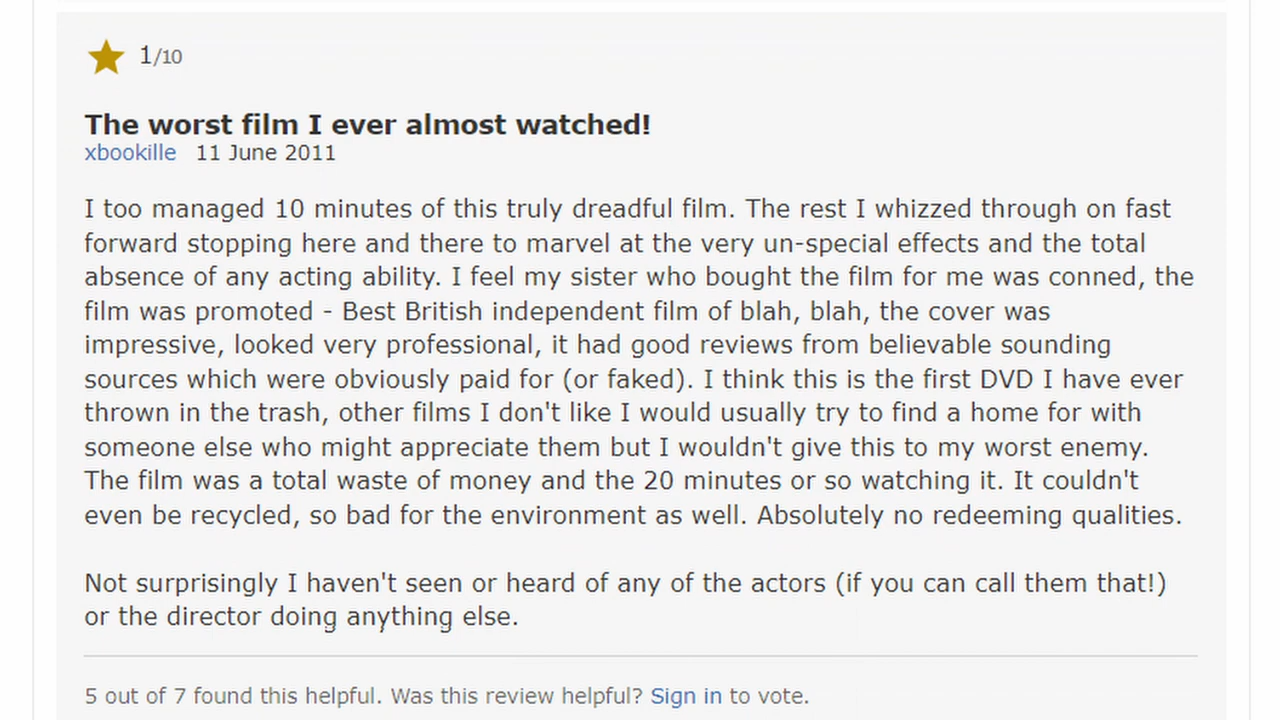 1/10
The worst film I ever almost watched!
xbookille 11 June 2011
I too managed 10 minutes of this truly dreadful film. The rest I whizzed through on fast
forward stopping here and there to marvel at the very un-special effects and the total
absence of any acting ability. I feel my sister who bought the film for me was conned, the
film was promoted - Best British independent film of blah, blah, the cover was
impressive, looked very professional, it had good reviews from believable sounding
sources which were obviously paid for (or faked). I think this is the first DVD I have ever
thrown in the trash, other films I don't like I would usually try to find a home for with
someone else who might appreciate them but I wouldn't give this to my worst enemy.
The film was a total waste of money and the 20 minutes or so watching it. It couldn't
even be recycled, so bad for the environment as well. Absolutely no redeeming qualities.
Not surprisingly I haven't seen or heard of any of the actors (if you can call them that!)
or the director doing anything else.
5 out of 7 found this helpful. Was this review helpful? Sign in to vote.